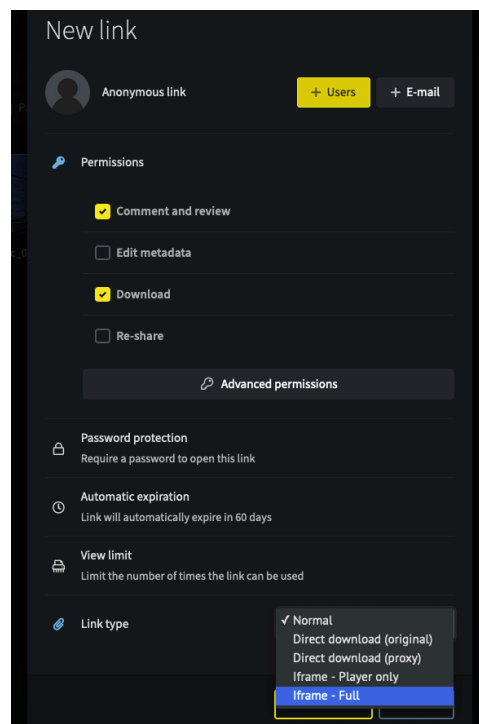 New link
Anonymous link
+ Users
+ E-mail
Permissions
Comment and review
Edit metadata
Download
Re-share
Advanced permissions
Password protection
Require a password to open this link
Automatic expiration
Link will automatically expire in 60 days
View limit
Limit the number of times the link can be used
Link type
✓ Normal
Direct download (original)
Direct download (proxy)
Iframe - Player only
Iframe - Full